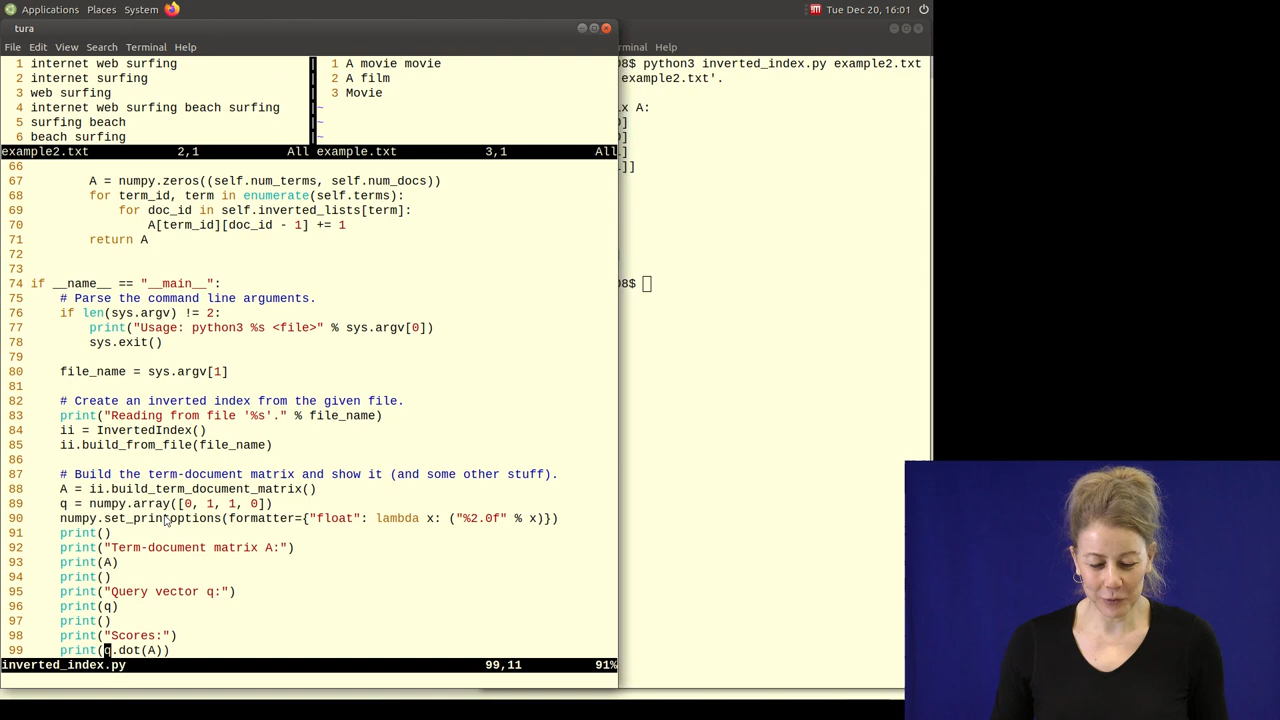 Applications Places System
Tue Dec 20, 16:01
tura
File Edit View Search Terminal Help
1 internet web surfing
2 internet surfing
3 web surfing
4 internet web surfing beach surfing
5 surfing beach
6 beach surfing
example2.txt 2,1 All
1 A movie movie
2 A film
3 Movie
~
~
~
example.txt 3,1 All
66
67 A = numpy.zeros((self.num_terms, self.num_docs))
68 for term_id, term in enumerate(self.terms):
69 for doc_id in self.inverted_lists[term]:
70 A[term_id][doc_id - 1] += 1
71 return A
72
73
74 if __name__ == "__main__":
75 # Parse the command line arguments.
76 if len(sys.argv) != 2:
77 print("Usage: python3 %s <file>" % sys.argv[0])
78 sys.exit()
79
80 file_name = sys.argv[1]
81
82 # Create an inverted index from the given file.
83 print("Reading from file '%s'." % file_name)
84 ii = InvertedIndex()
85 ii.build_from_file(file_name)
86
87 # Build the term-document matrix and show it (and some other stuff).
88 A = ii.build_term_document_matrix()
89 q = numpy.array([0, 1, 1, 0])
90 numpy.set_printoptions(formatter={"float": lambda x: ("%2.0f" % x)})
91 print()
92 print("Term-document matrix A:")
93 print(A)
94 print()
95 print("Query vector q:")
96 print(q)
97 print()
98 print("Scores:")
99 print(q.dot(A))
inverted_index.py 99,11 91%
rminal Help
08$ python3 inverted_index.py example2.txt
example2.txt'.
ix A:
0]
0]
1]
1]]
08$